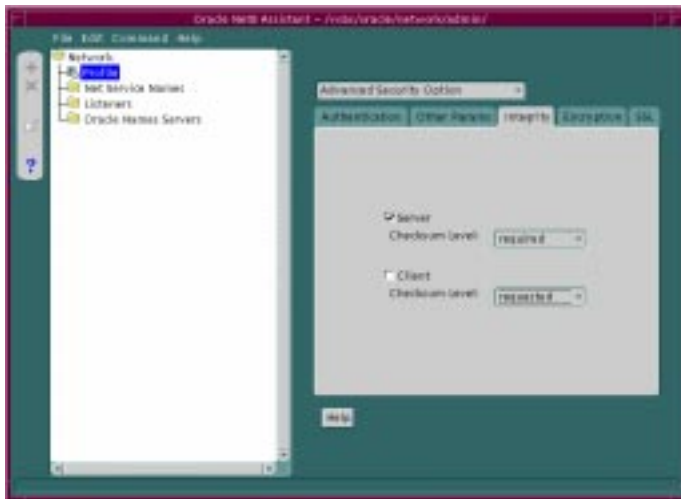 Oracle Net8 Assistant - /vobs/oracle/network/admin/
File Edit Command Help
Network
Profile
Net Service Names
Listeners
Oracle Names Servers
Advanced Security Option
Authentication Other Params Integrity Encryption SSL
Server
Checksum Level: required
Client
Checksum Level: requested
Help